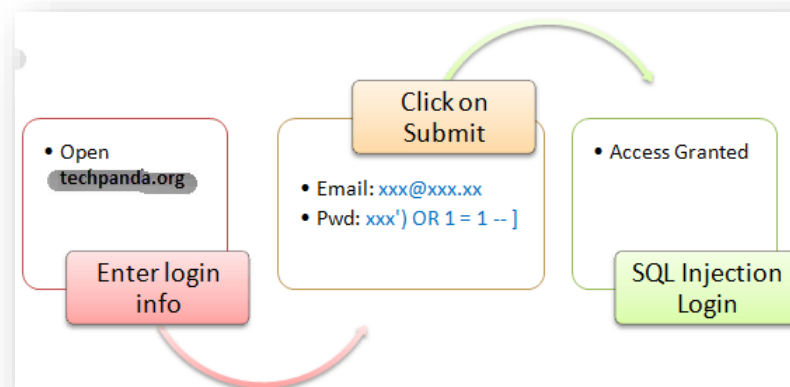 • Open
techpanda.org
Enter login
info
Click on
Submit
• Email: xxx@xxx.xx
• Pwd: xxx') OR 1 = 1 -- ]
• Access Granted
SQL Injection
Login